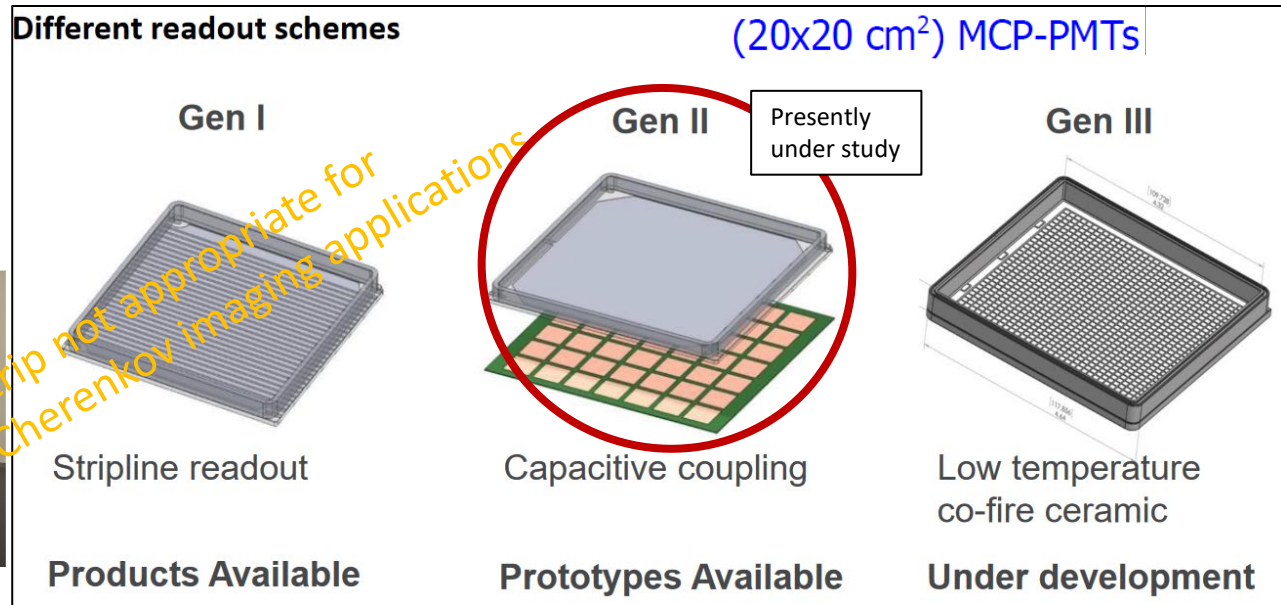 Different readout schemes
(20x20 cm²) MCP-PMTs
Gen I
Gen II
Presently
under study
Gen III
not appropriate for
Cherenkov imaging applications
Stripline readout
Capacitive coupling
Low temperature
co-fire ceramic
Products Available
Prototypes Available
Under development